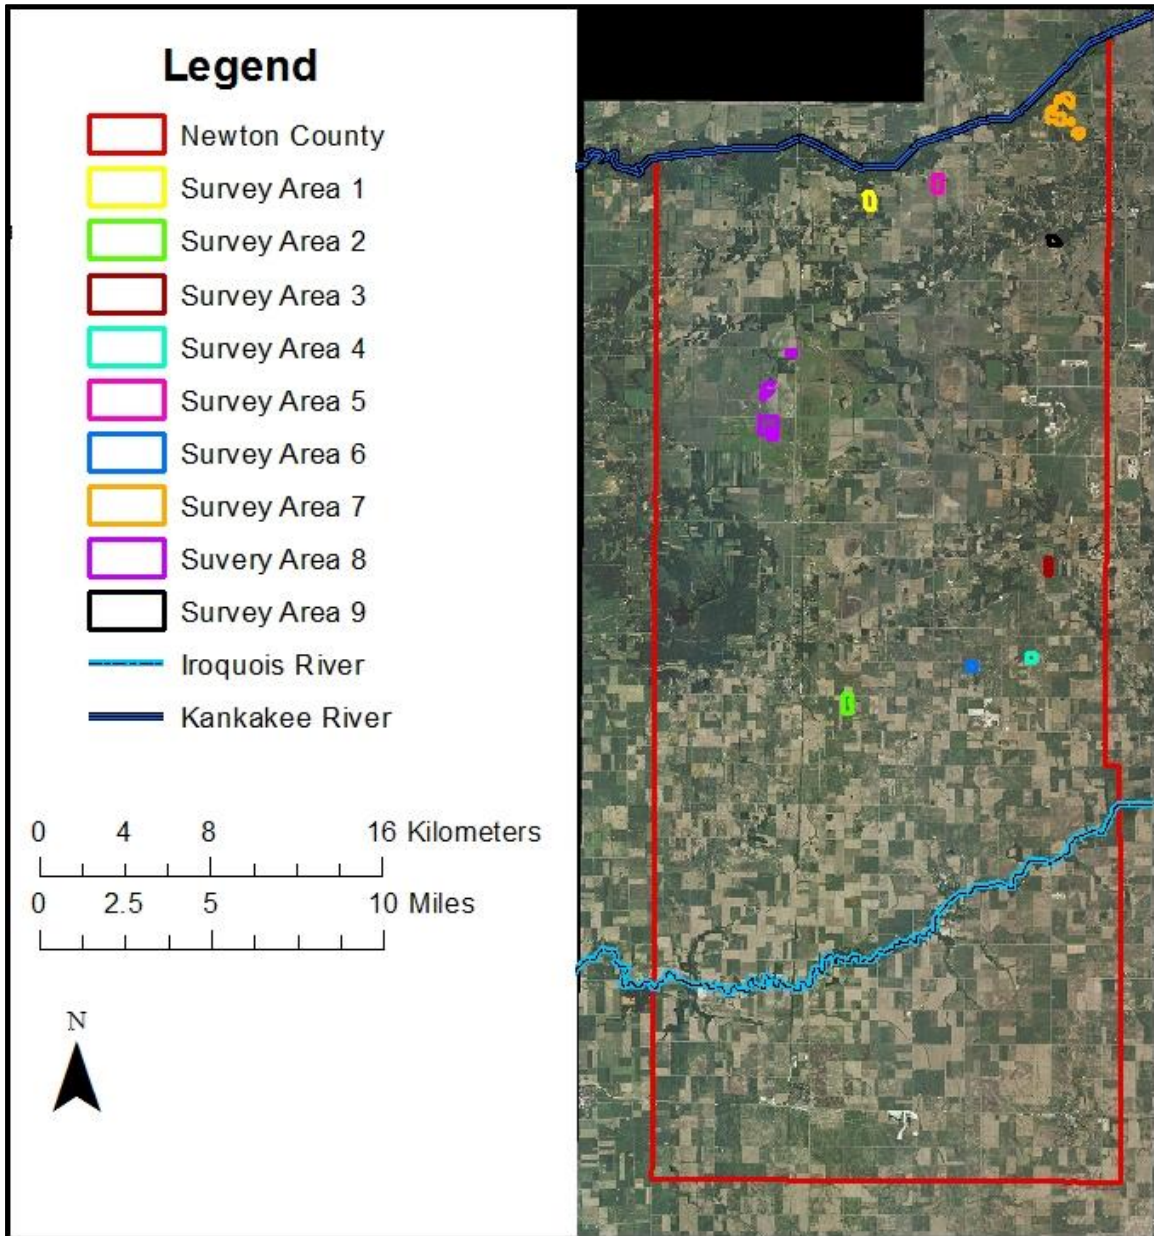 Legend
Newton County
Survey Area 1
Survey Area 2
Survey Area 3
Survey Area 4
Survey Area 5
Survey Area 6
Survey Area 7
Suvery Area 8
Survey Area 9
Iroquois River
Kankakee River
0 4 8 16 Kilometers
0 2.5 5 10 Miles
N